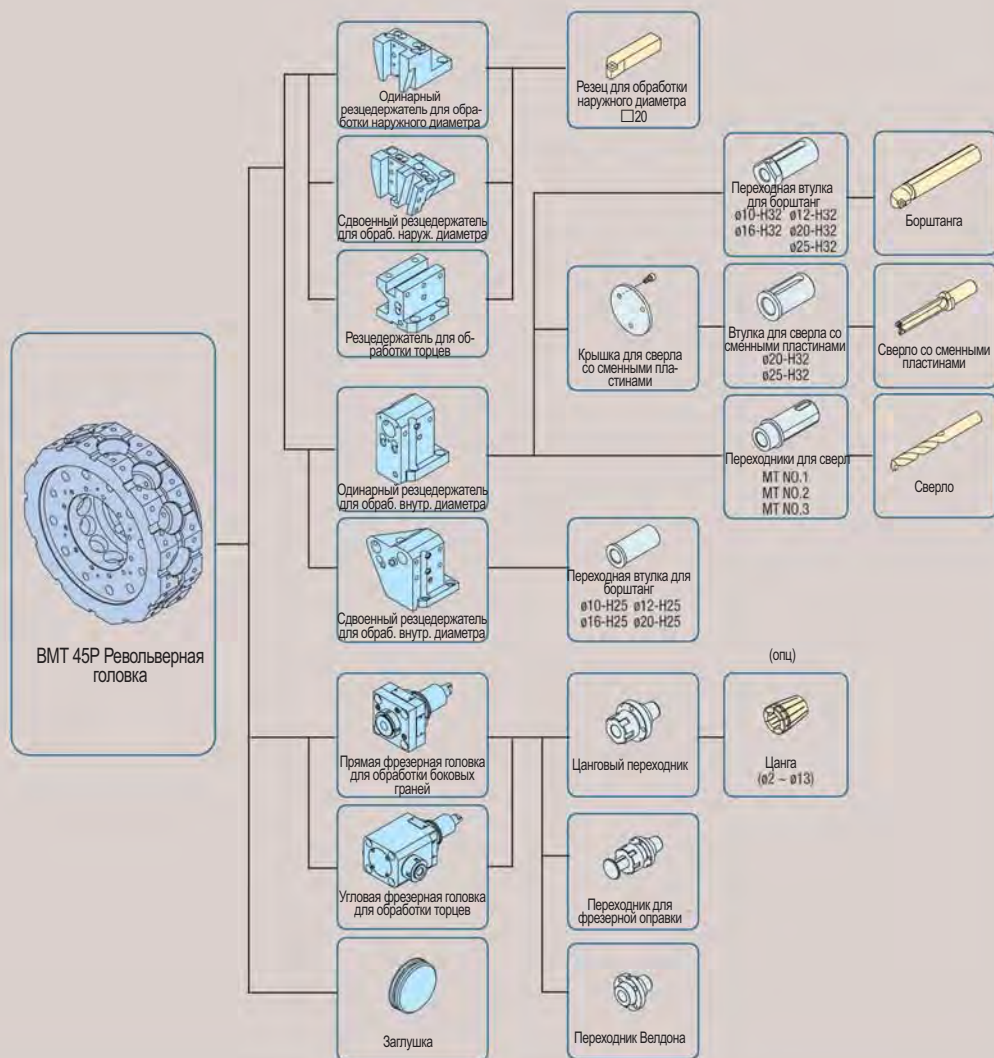 Одинарный
резцедержатель для обра-
ботки наружного диаметра
Резец для обработки
наружного диаметра
□20
Сдвоенный резцедержатель
для обраб. наруж. диаметра
Переходная втулка
для борштанг
ø10-H32 ø12-H32
ø16-H32 ø20-H32
ø25-H32
Борштанга
Резцедержатель для об-
работки торцев
Крышка для сверла
со сменными пла-
стинами
Втулка для сверла со
сменными пластинами
ø20-H32
ø25-H32
Сверло со сменными
пластинами
Одинарный резцедержатель
для обраб. внутр. диаметра
Переходники для сверл
MT NO.1
MT NO.2
MT NO.3
Сверло
Сдвоенный резцедержатель
для обраб. внутр. диаметра
Переходная втулка для
борштанг
ø10-H25 ø12-H25
ø16-H25 ø20-H25
BMT 45P Револьверная
головка
(опц)
Прямая фрезерная головка
для обработки боковых
граней
Цанговый переходник
Цанга
(ø2 ~ ø13)
Угловая фрезерная головка
для обработки торцев
Переходник для
фрезерной оправки
Заглушка
Переходник Велдона